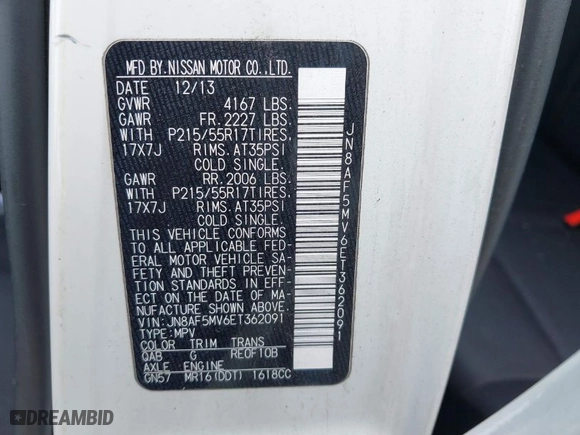 MFD BY.NISSAN MOTOR CO.,LTD.
DATE 12/13
GVWR 4167 LBS.
GAWR FR. 2227 LBS.
WITH P215/55R17TIRES.
17X7J RIMS. AT35PSI
COLD SINGLE.
GAWR RR. 2006 LBS.
WITH P215/55R17TIRES.
17X7J RIMS. AT35PSI
COLD SINGLE.
THIS VEHICLE CONFORMS
TO ALL APPLICABLE FED-
ERAL MOTOR VEHICLE SA-
FETY AND THEFT PREVEN-
TION STANDARDS IN EFF-
ECT ON THE DATE OF MA-
NUFACTURE SHOWN ABOVE.
VIN: JN8AF5MV6ET362091
TYPE: MPV
COLOR TRIM TRANS
QAB G RE0F10B
AXLE ENGINE
GN57 MR16(DDT) 1618CC
JN8AF5MV6ET362091
DREAMBID